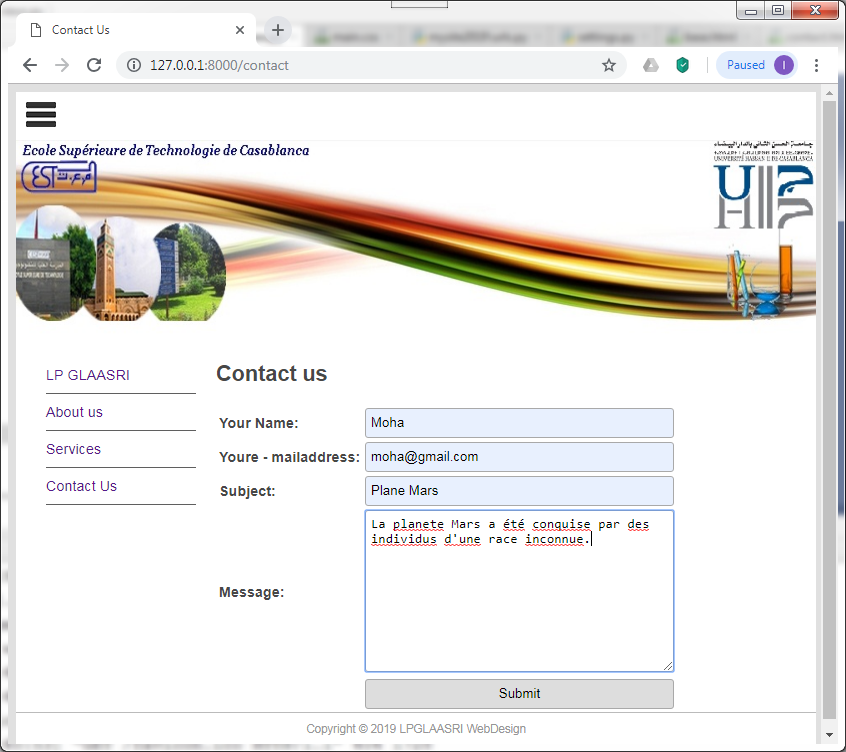 Contact Us
127.0.0.1:8000/contact
Paused
I
Ecole Supérieure de Technologie de Casablanca
EST
جامعة الحسن الثاني بالدار البيضاء
UNIVERSITÉ HASSAN II DE CASABLANCA
LP GLAASRI
About us
Services
Contact Us
Contact us
Your Name:
Moha
Youre - mailaddress:
moha@gmail.com
Subject:
Plane Mars
Message:
La planete Mars a été conquise par des
individus d'une race inconnue.
Submit
Copyright © 2019 LPGLAASRI WebDesign